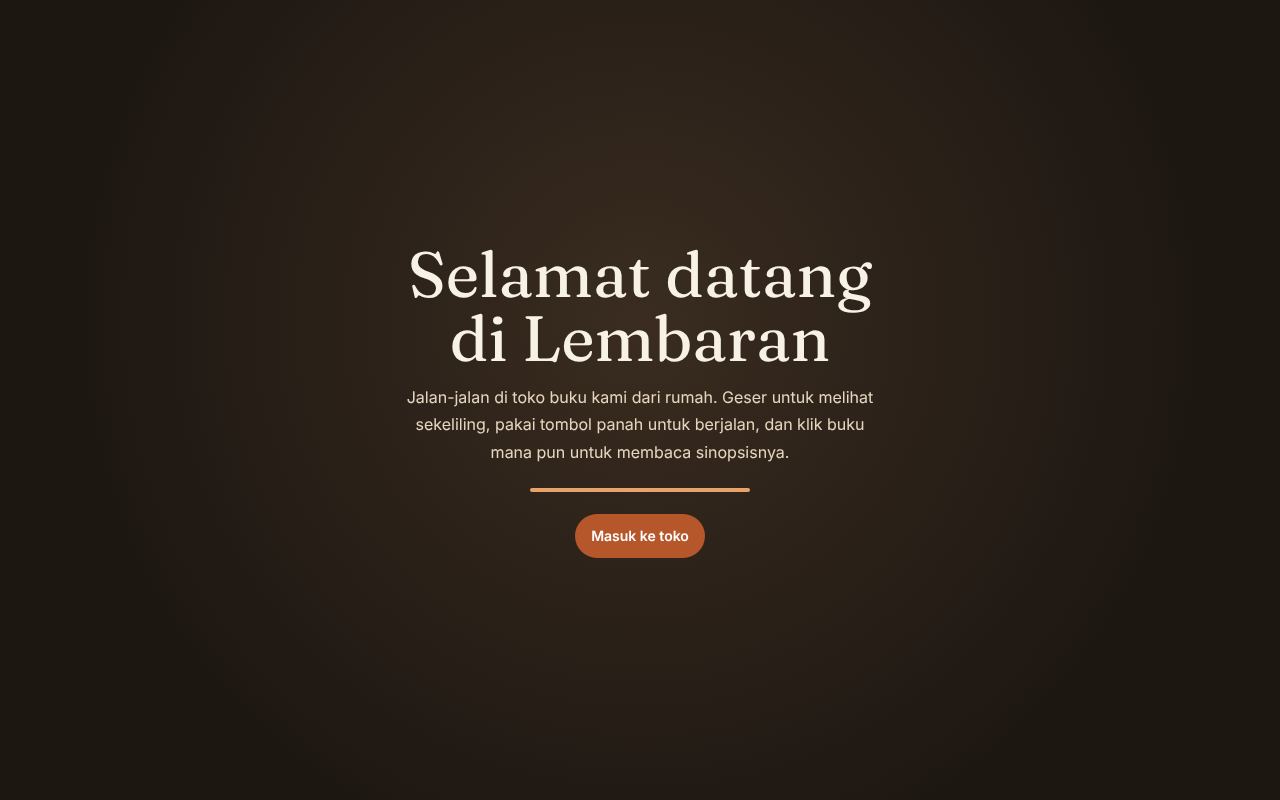 Selamat datang
di Lembaran
Jalan-jalan di toko buku kami dari rumah. Geser untuk melihat
sekeliling, pakai tombol panah untuk berjalan, dan klik buku
mana pun untuk membaca sinopsisnya.
Masuk ke toko